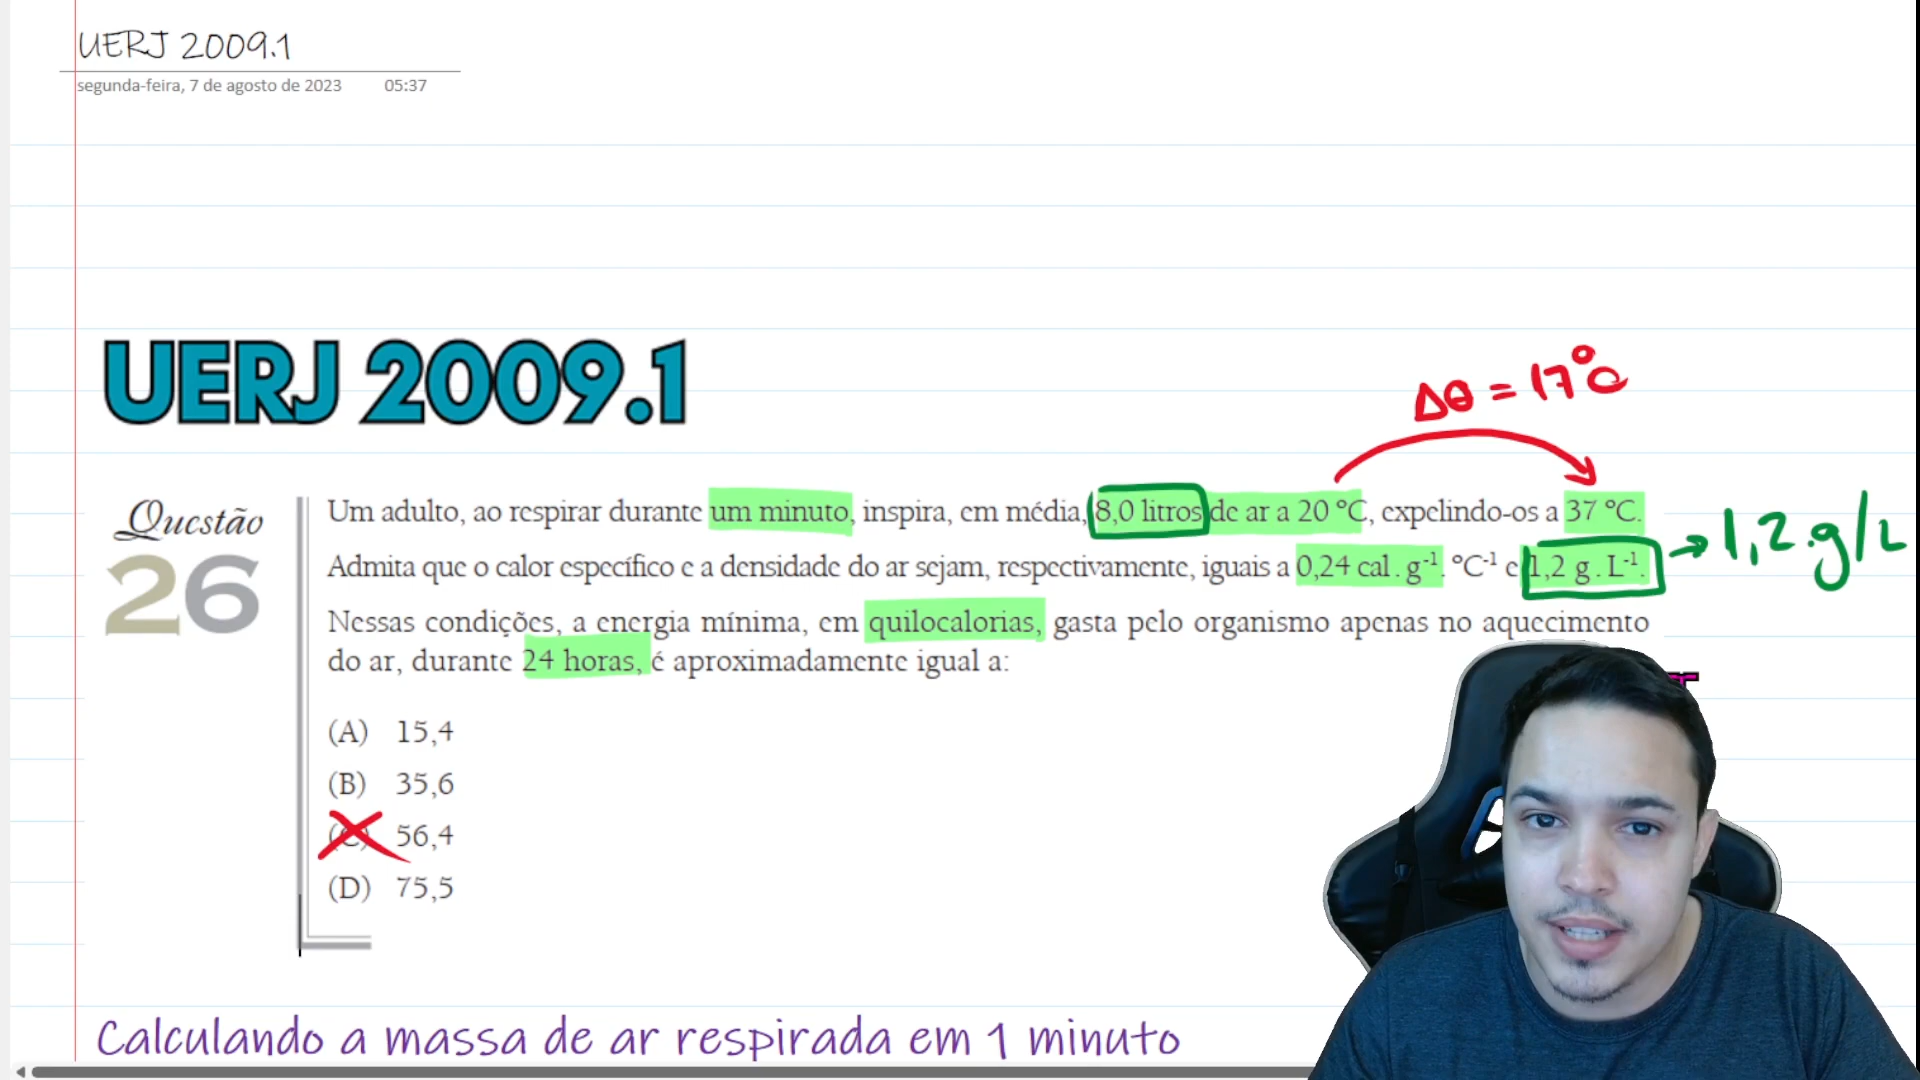 UERJ 2009.1
segunda-feira, 7 de agosto de 2023 05:37
UERJ 2009.1
Δθ = 17°C
Questão
26
Um adulto, ao respirar durante um minuto, inspira, em média, 8,0 litros de ar a 20 °C, expelindo-os a 37 °C.
→ 1,2 g/L
Admita que o calor específico e a densidade do ar sejam, respectivamente, iguais a 0,24 cal . g⁻¹ . °C⁻¹ e 1,2 g . L⁻¹.
Nessas condições, a energia mínima, em quilocalorias, gasta pelo organismo apenas no aquecimento
do ar, durante 24 horas, é aproximadamente igual a:
(A) 15,4
(B) 35,6
(C) 56,4
(D) 75,5
Calculando a massa de ar respirada em 1 minuto